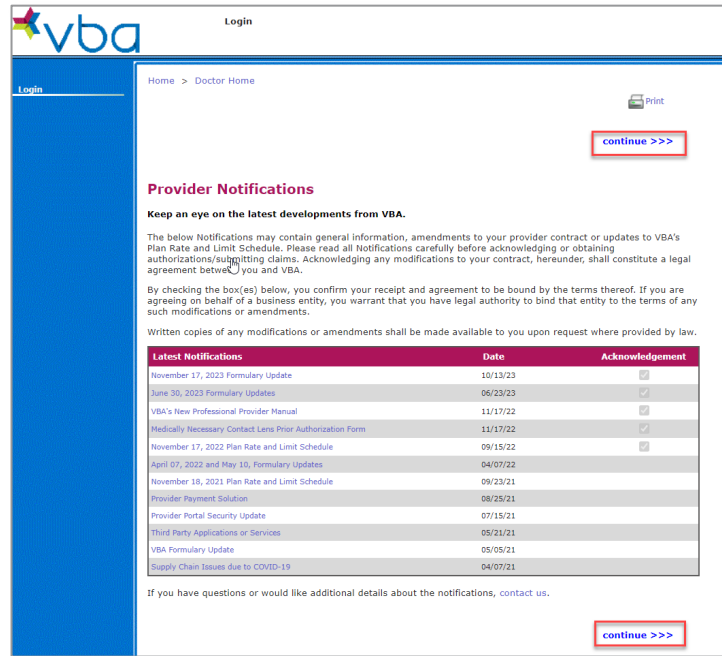 vba
Login
Login
Home > Doctor Home
Print
continue >>>
Provider Notifications
Keep an eye on the latest developments from VBA.
The below Notifications may contain general information, amendments to your provider contract or updates to VBA's
Plan Rate and Limit Schedule. Please read all Notifications carefully before acknowledging or obtaining
authorizations/submitting claims. Acknowledging any modifications to your contract, hereunder, shall constitute a legal
agreement between you and VBA.
By checking the box(es) below, you confirm your receipt and agreement to be bound by the terms thereof. If you are
agreeing on behalf of a business entity, you warrant that you have legal authority to bind that entity to the terms of any
such modifications or amendments.
Written copies of any modifications or amendments shall be made available to you upon request where provided by law.
Latest Notifications Date Acknowledgement
November 17, 2023 Formulary Update 10/13/23
June 30, 2023 Formulary Updates 06/23/23
VBA's New Professional Provider Manual 11/17/22
Medically Necessary Contact Lens Prior Authorization Form 11/17/22
November 17, 2022 Plan Rate and Limit Schedule 09/15/22
April 07, 2022 and May 10, Formulary Updates 04/07/22
November 18, 2021 Plan Rate and Limit Schedule 09/23/21
Provider Payment Solution 08/25/21
Provider Portal Security Update 07/15/21
Third Party Applications or Services 05/21/21
VBA Formulary Update 05/05/21
Supply Chain Issues due to COVID-19 04/07/21
If you have questions or would like additional details about the notifications, contact us.
continue >>>